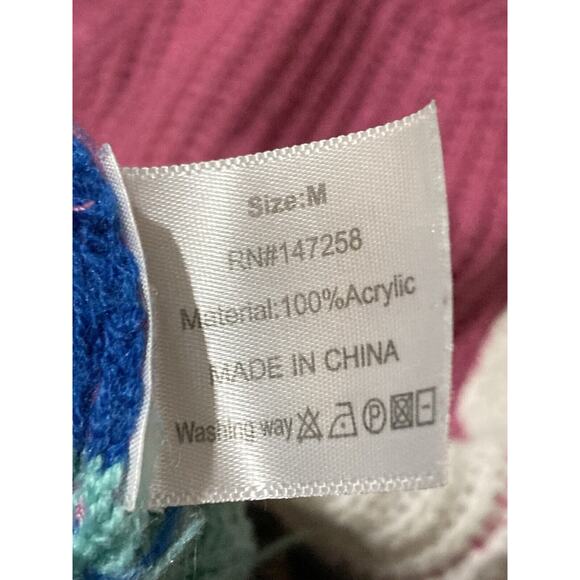 Size:M
RN#147258
Material:100%Acrylic
MADE IN CHINA
Washing way P